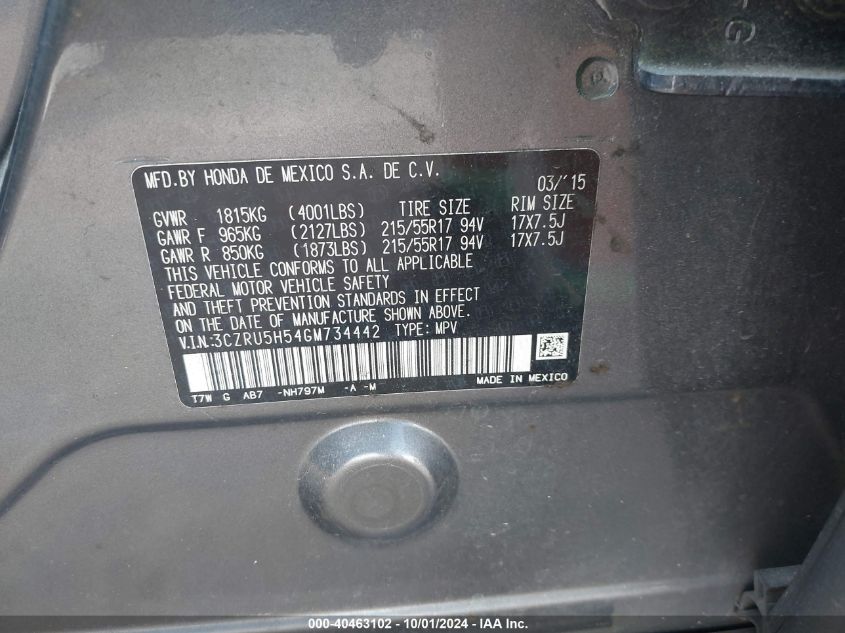 G
MFD.BY HONDA DE MEXICO S.A. DE C.V. 03/'15
GVWR 1815KG (4001LBS) TIRE SIZE RIM SIZE
GAWR F 965KG (2127LBS) 215/55R17 94V 17X7.5J
GAWR R 850KG (1873LBS) 215/55R17 94V 17X7.5J
THIS VEHICLE CONFORMS TO ALL APPLICABLE
FEDERAL MOTOR VEHICLE SAFETY
AND THEFT PREVENTION STANDARDS IN EFFECT
ON THE DATE OF MANUFACTURE SHOWN ABOVE.
V.I.N:3CZRU5H54GM734442 TYPE: MPV
T7W G AB7 -NH797M -A -M MADE IN MEXICO
000-40463102 - 10/01/2024 - IAA Inc.